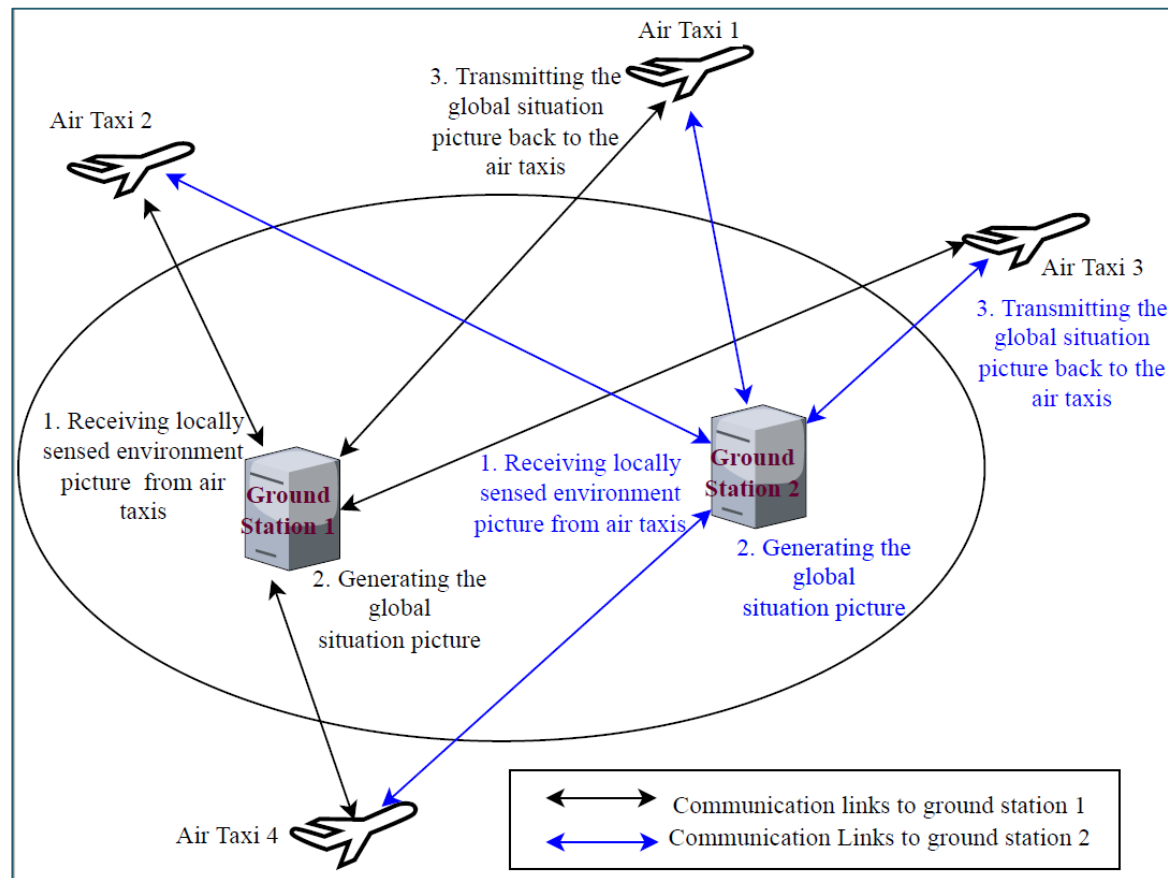 Air Taxi 1
3. Transmitting the
global situation
picture back to the
air taxis
Air Taxi 2
Air Taxi 3
3. Transmitting the
global situation
picture back to the
air taxis
1. Receiving locally
sensed environment
picture from air
taxis
Ground
Station 1
2. Generating the
global
situation picture
1. Receiving locally
sensed environment
picture from air taxis
Ground
Station 2
2. Generating the
global
situation picture
Air Taxi 4
Communication links to ground station 1
Communication Links to ground station 2